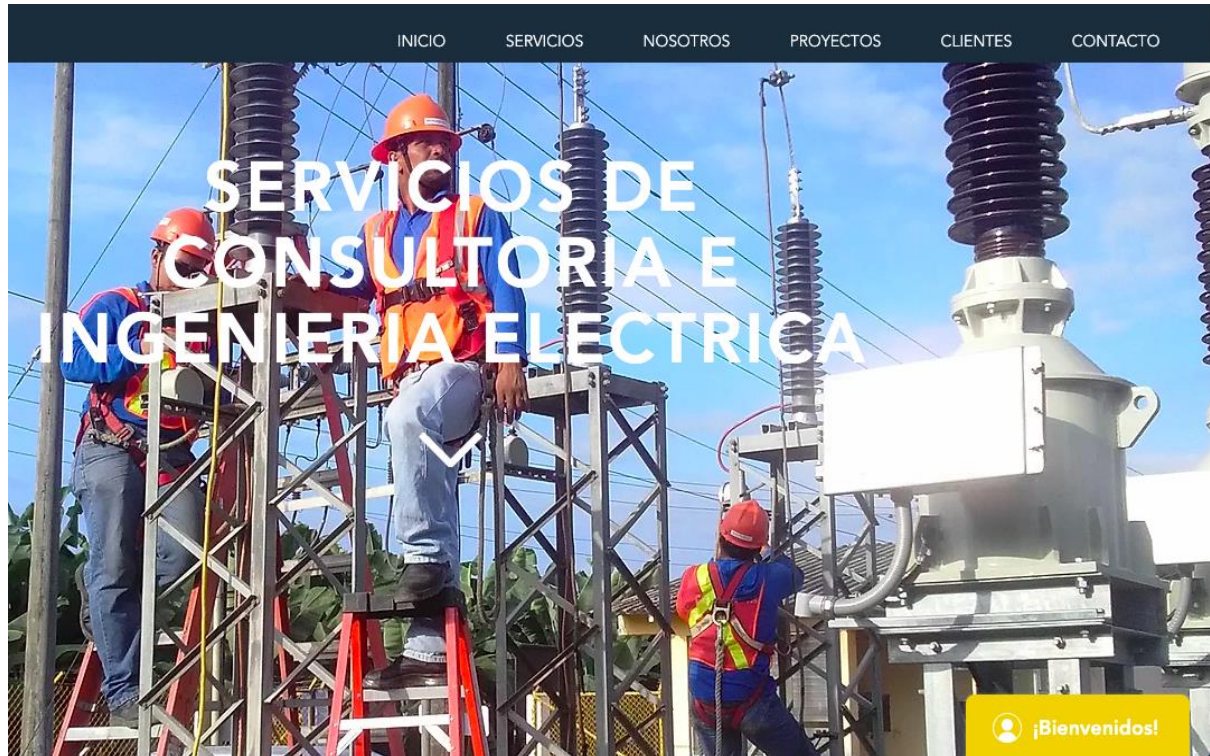 INICIO SERVICIOS NOSOTROS PROYECTOS CLIENTES CONTACTO
SERVICIOS DE
CONSULTORIA E
INGENIERIA ELECTRICA
¡Bienvenidos!